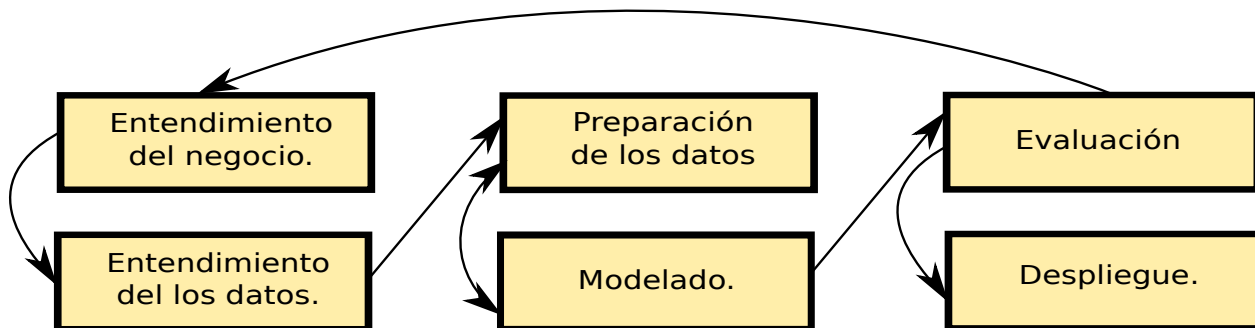 Entendimiento
del negocio.
Entendimiento
del los datos.
Preparación
de los datos
Modelado.
Evaluación
Despliegue.